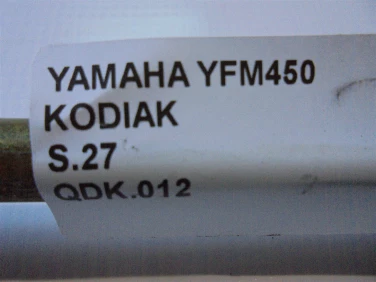 YAMAHA YFM450
KODIAK
S.27
QDK.012